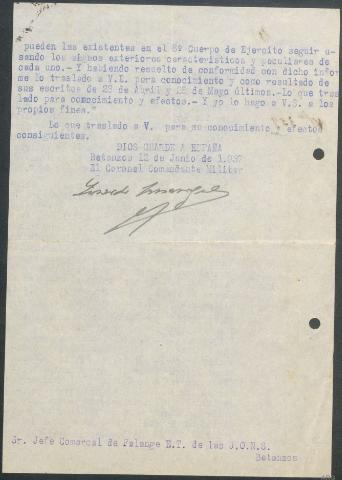 pueden las existentes en el 8º Cuerpo de Ejercito seguir u-
sando los signos exteriores caracteristicos y peculiares de
cada uno.- Y habiendo resuelto de conformidad con dicho infor
me lo traslado a V.E. para conocimiento y como resultado de
sus escritos de 23 de Abril y 25 de Mayo últimos.-Lo que tras
lado para conocimiento y efectos.- Y yo lo hago a V.S. a los
propios fines."
Lo que traslado a V. para su conocimiento y efectos
consiguientes.
DIOS GUARDE A ESPAÑA
Betanzos 12 de Junio de 1.937
El Coronel Comandante Militar
Sr. Jefe Comarcal de Falange E.T. de las J.O.N.S.
Betanzos